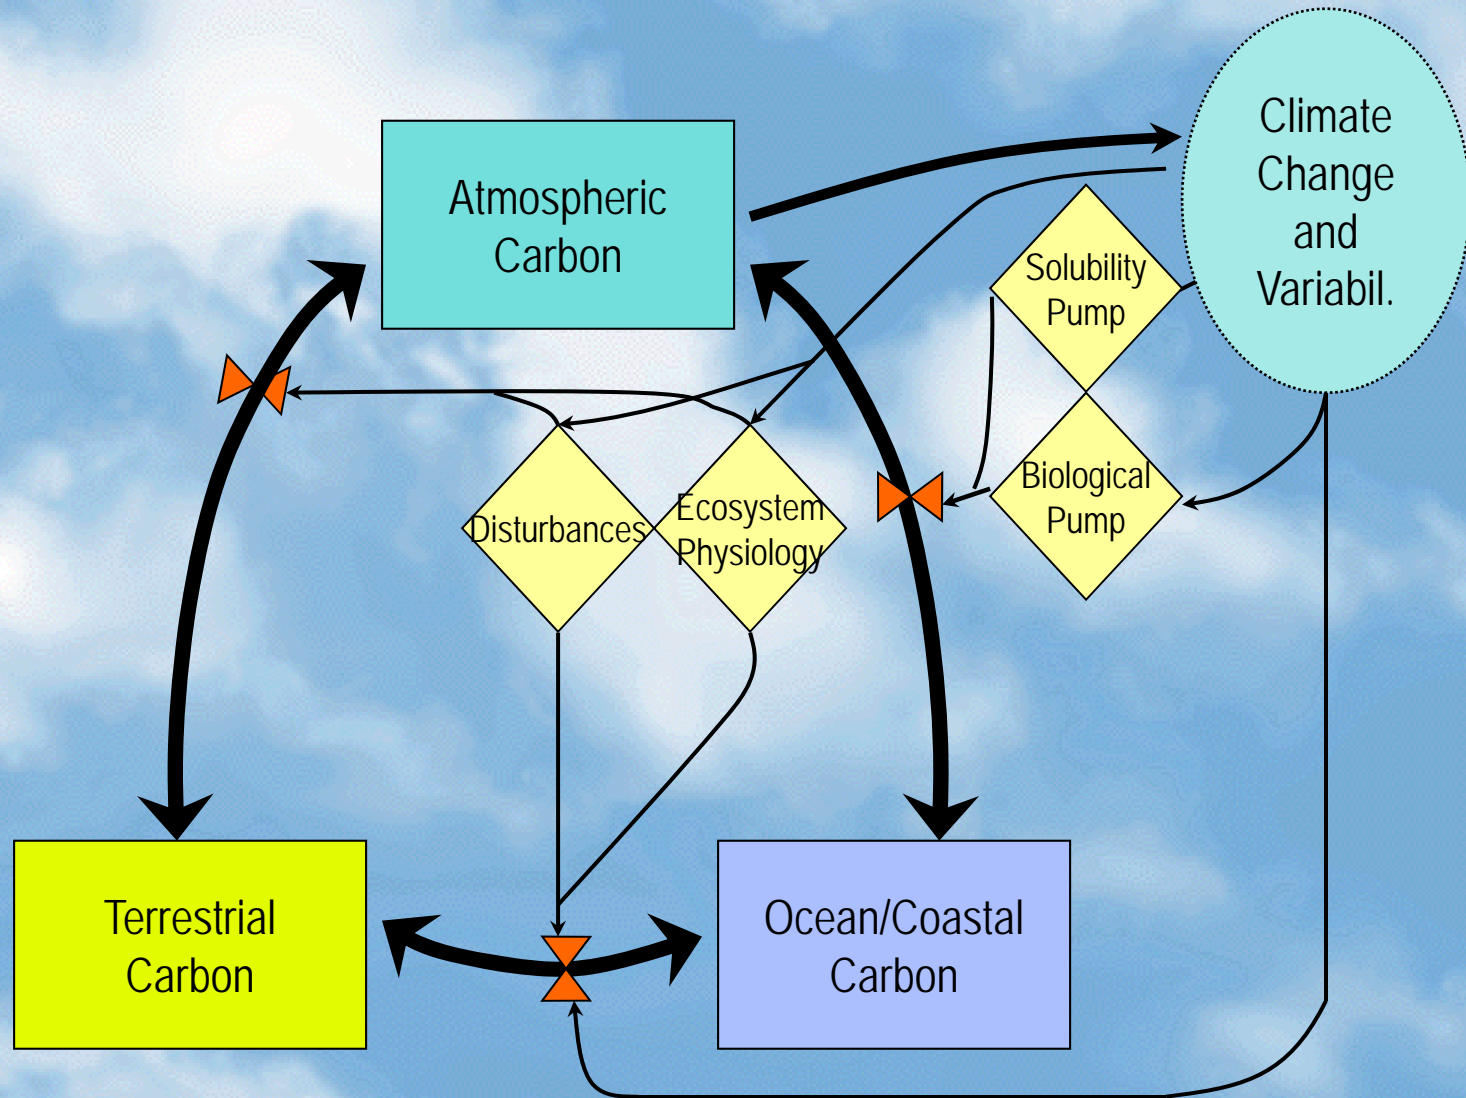 Climate
Change
and
Variabil.
Atmospheric
Carbon
Solubility
Pump
Biological
Pump
Disturbances
Ecosystem
Physiology
Terrestrial
Carbon
Ocean/Coastal
Carbon